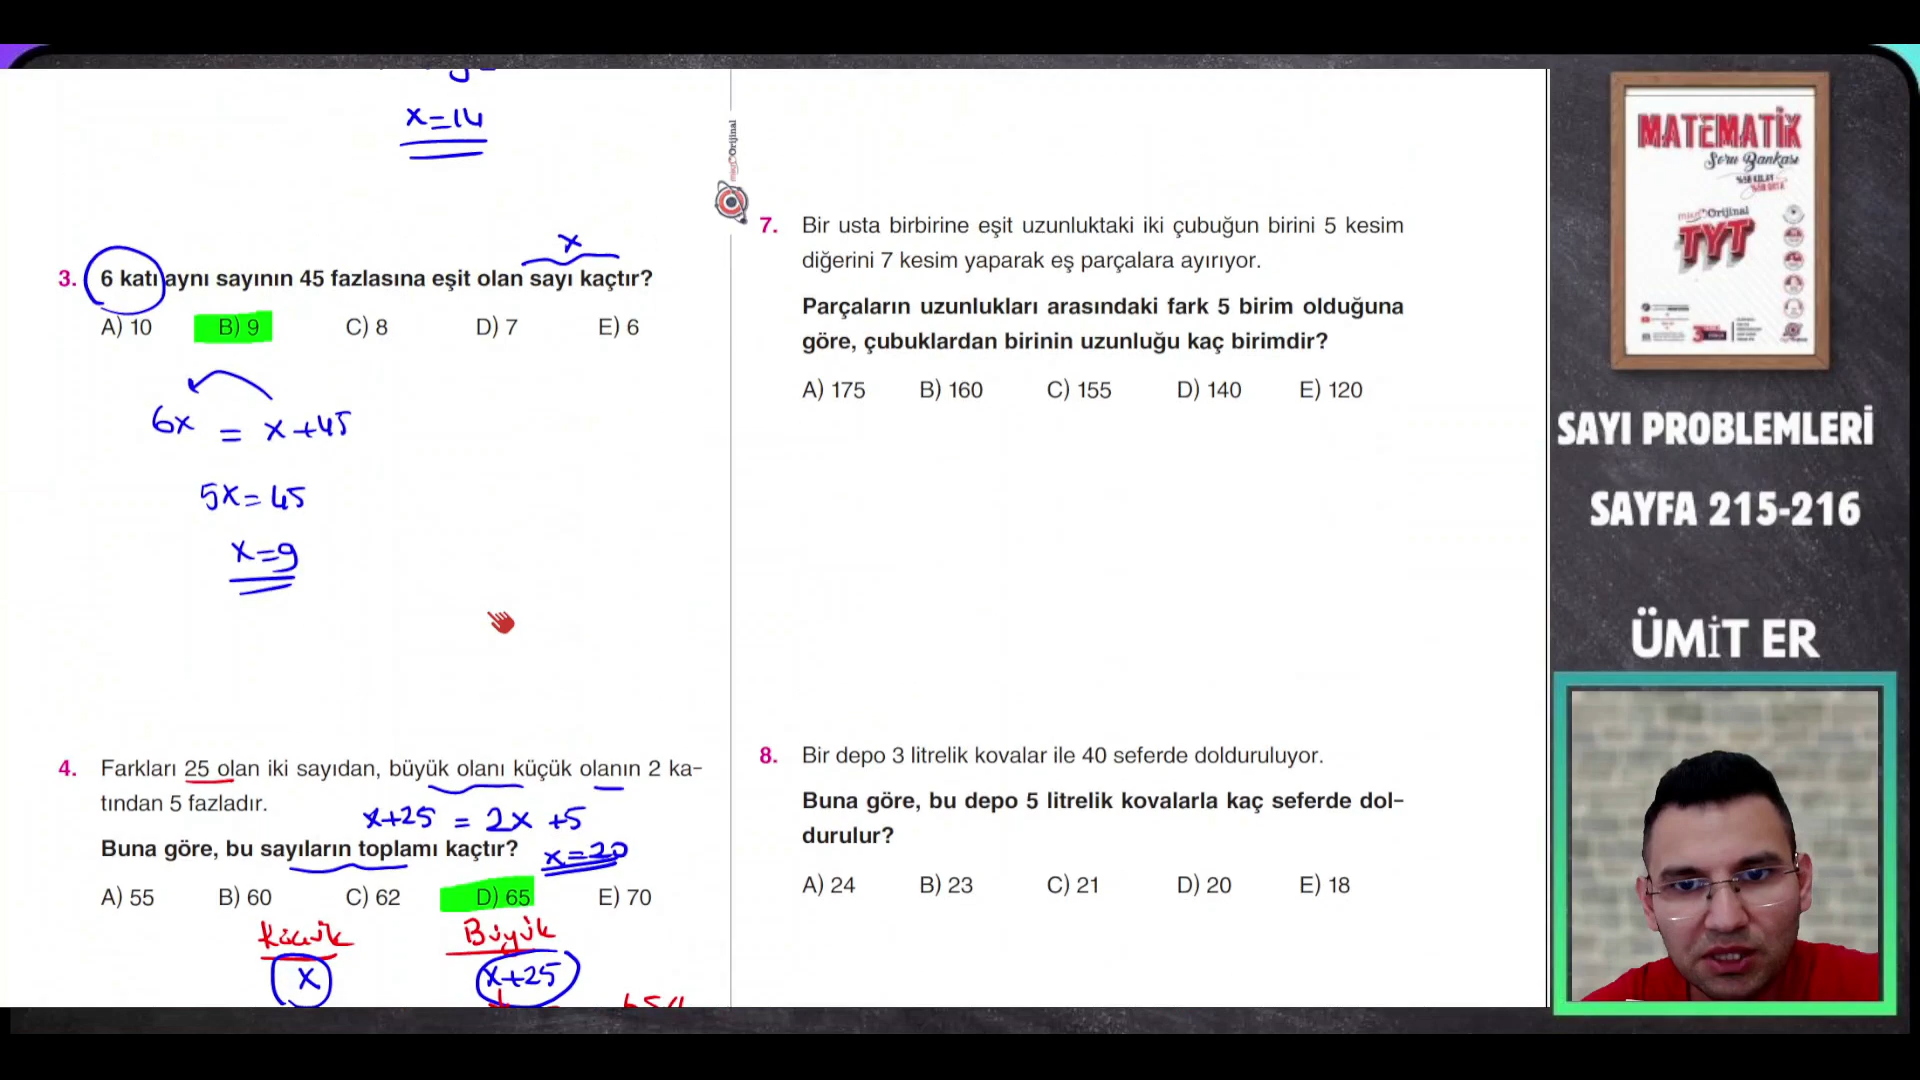 x=14
x
3. 6 katı aynı sayının 45 fazlasına eşit olan sayı kaçtır?
A) 10 B) 9 C) 8 D) 7 E) 6
6x = x+45
5x=45
x=9
4. Farkları 25 olan iki sayıdan, büyük olanı küçük olanın 2 ka-
tından 5 fazladır.
x+25 = 2x +5
Buna göre, bu sayıların toplamı kaçtır? x=20
A) 55 B) 60 C) 62 D) 65 E) 70
Küçük Büyük
x x+25
Orijinal
7. Bir usta birbirine eşit uzunluktaki iki çubuğun birini 5 kesim
diğerini 7 kesim yaparak eş parçalara ayırıyor.
Parçaların uzunlukları arasındaki fark 5 birim olduğuna
göre, çubuklardan birinin uzunluğu kaç birimdir?
A) 175 B) 160 C) 155 D) 140 E) 120
8. Bir depo 3 litrelik kovalar ile 40 seferde dolduruluyor.
Buna göre, bu depo 5 litrelik kovalarla kaç seferde dol-
durulur?
A) 24 B) 23 C) 21 D) 20 E) 18
MATEMATİK
Soru Bankası
Orijinal
TYT
SAYI PROBLEMLERİ
SAYFA 215-216
ÜMİT ER